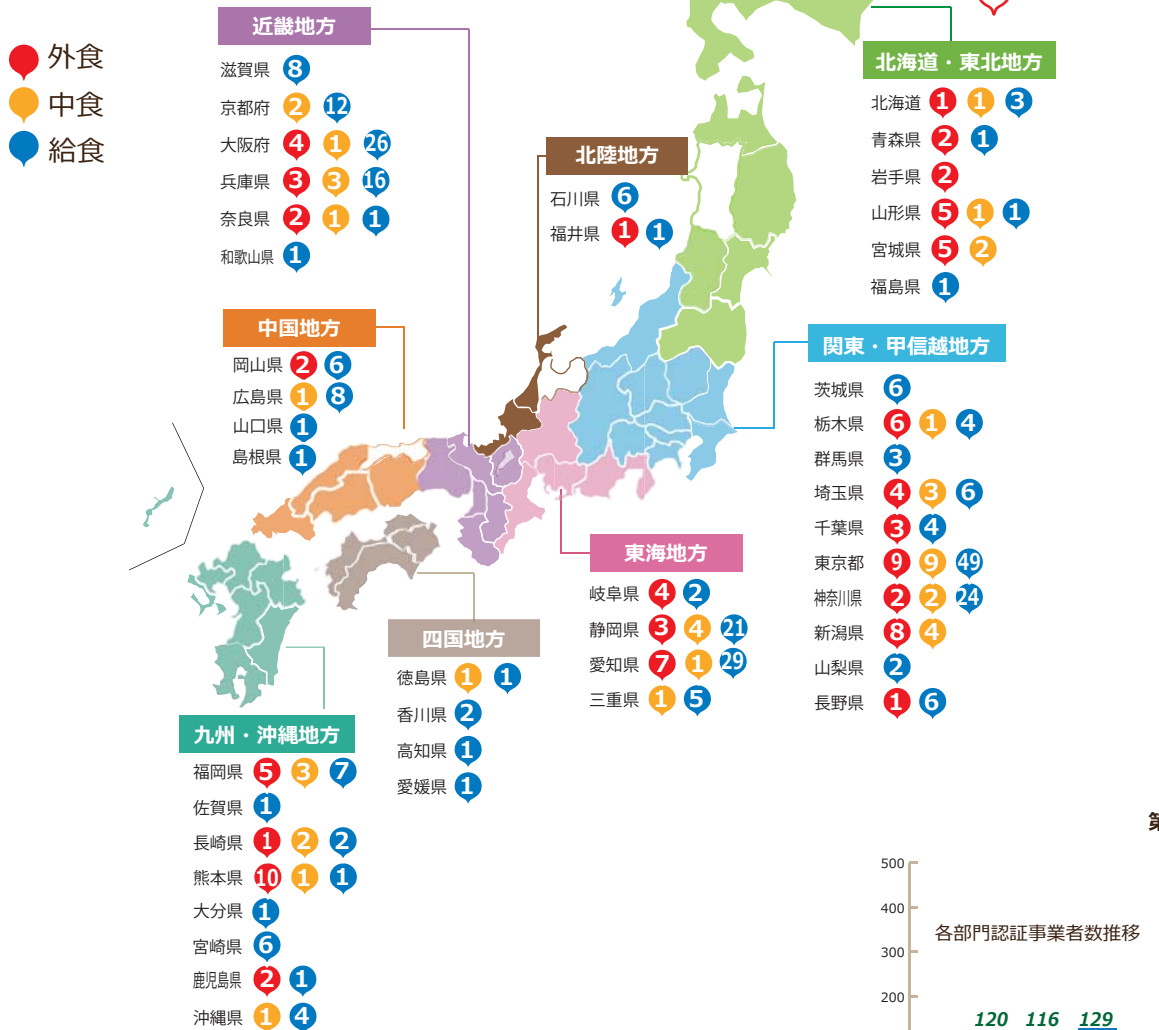 外食
中食
給食
近畿地方
滋賀県 8
京都府 2 12
大阪府 4 1 26
兵庫県 3 3 16
奈良県 2 1 1
和歌山県 1
北陸地方
石川県 6
福井県 1 1
北海道・東北地方
北海道 1 1 3
青森県 2 1
岩手県 2
山形県 5 1 1
宮城県 5 2
福島県 1
中国地方
岡山県 2 6
広島県 1 8
山口県 1
島根県 1
関東・甲信越地方
茨城県 6
栃木県 6 1 4
群馬県 3
埼玉県 4 3 6
千葉県 3 4
東京都 9 9 49
神奈川県 2 2 24
新潟県 8 4
山梨県 2
長野県 1 6
東海地方
岐阜県 4 2
静岡県 3 4 21
愛知県 7 1 29
三重県 1 5
四国地方
徳島県 1 1
香川県 2
高知県 1
愛媛県 1
九州・沖縄地方
福岡県 5 3 7
佐賀県 1
長崎県 1 2 2
熊本県 10 1 1
大分県 1
宮崎県 6
鹿児島県 2 1
沖縄県 1 4
500
400
各部門認証事業者数推移
300
200
120 116 129